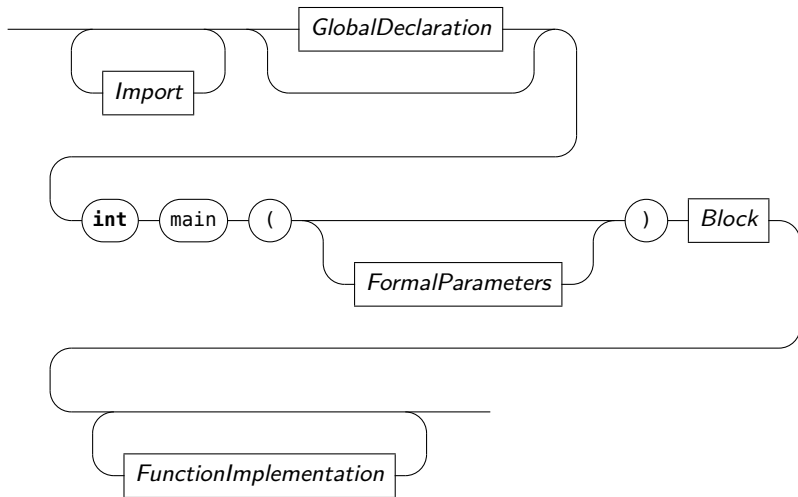 GlobalDeclaration
Import
int main ( ) Block
FormalParameters
FunctionImplementation